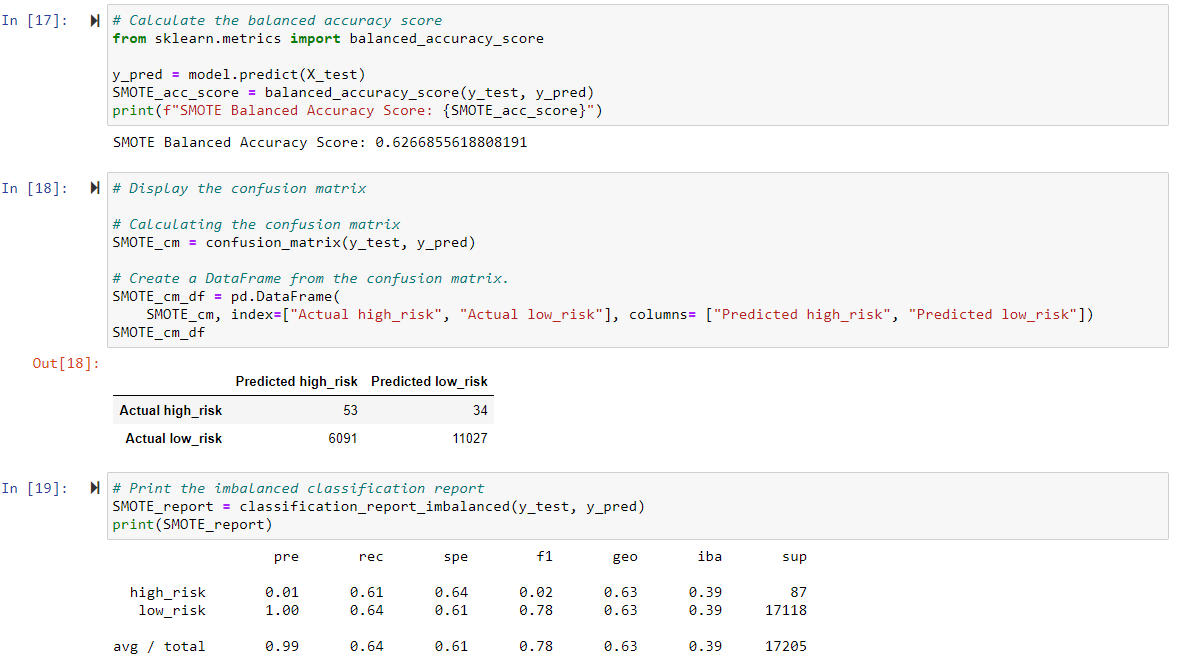 In [17]:
# Calculate the balanced accuracy score
from sklearn.metrics import balanced_accuracy_score
y_pred = model.predict(X_test)
SMOTE_acc_score = balanced_accuracy_score(y_test, y_pred)
print(f"SMOTE Balanced Accuracy Score: {SMOTE_acc_score}")
SMOTE Balanced Accuracy Score: 0.6266855618808191
In [18]:
# Display the confusion matrix
# Calculating the confusion matrix
SMOTE_cm = confusion_matrix(y_test, y_pred)
# Create a DataFrame from the confusion matrix.
SMOTE_cm_df = pd.DataFrame(
    SMOTE_cm, index=["Actual high_risk", "Actual low_risk"], columns= ["Predicted high_risk", "Predicted low_risk"])
SMOTE_cm_df
Out[18]:
Predicted high_risk Predicted low_risk
Actual high_risk 53 34
Actual low_risk 6091 11027
In [19]:
# Print the imbalanced classification report
SMOTE_report = classification_report_imbalanced(y_test, y_pred)
print(SMOTE_report)
pre rec spe f1 geo iba sup
high_risk 0.01 0.61 0.64 0.02 0.63 0.39 87
low_risk 1.00 0.64 0.61 0.78 0.63 0.39 17118
avg / total 0.99 0.64 0.61 0.78 0.63 0.39 17205